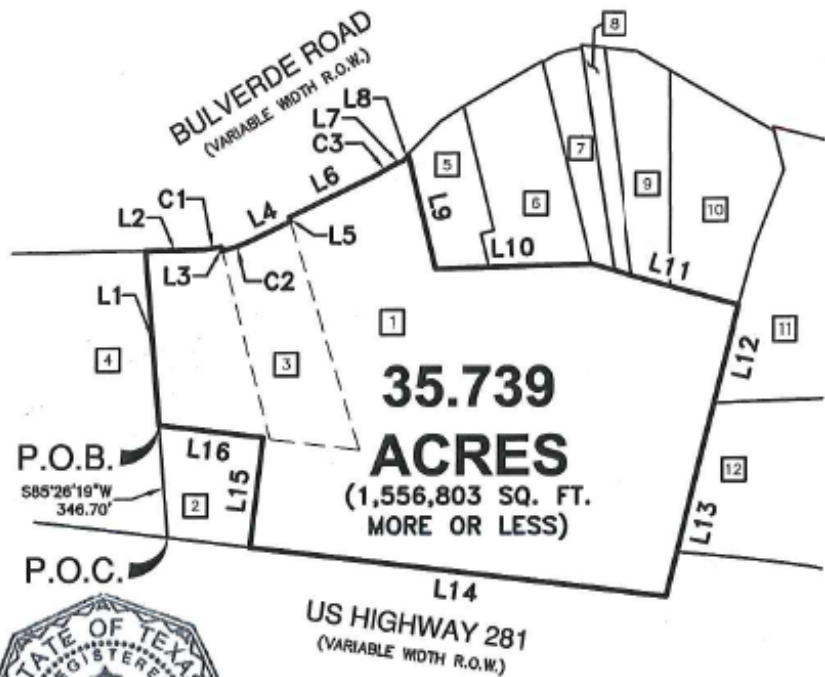 BULVERDE ROAD
(VARIABLE WIDTH R.O.W.)
8
L8
L7
C3
L6
C1
L2
L4
L5
L3
C2
L1
5
7
6
9
10
L9
L10
L11
4
3
1
11
L12
35.739
ACRES
(1,556,803 SQ. FT.
MORE OR LESS)
P.O.B.
L16
S85°26'19"W
346.70'
2
L15
12
L13
P.O.C.
L14
US HIGHWAY 281
(VARIABLE WIDTH R.O.W.)
STATE OF TEXAS
REGISTERE